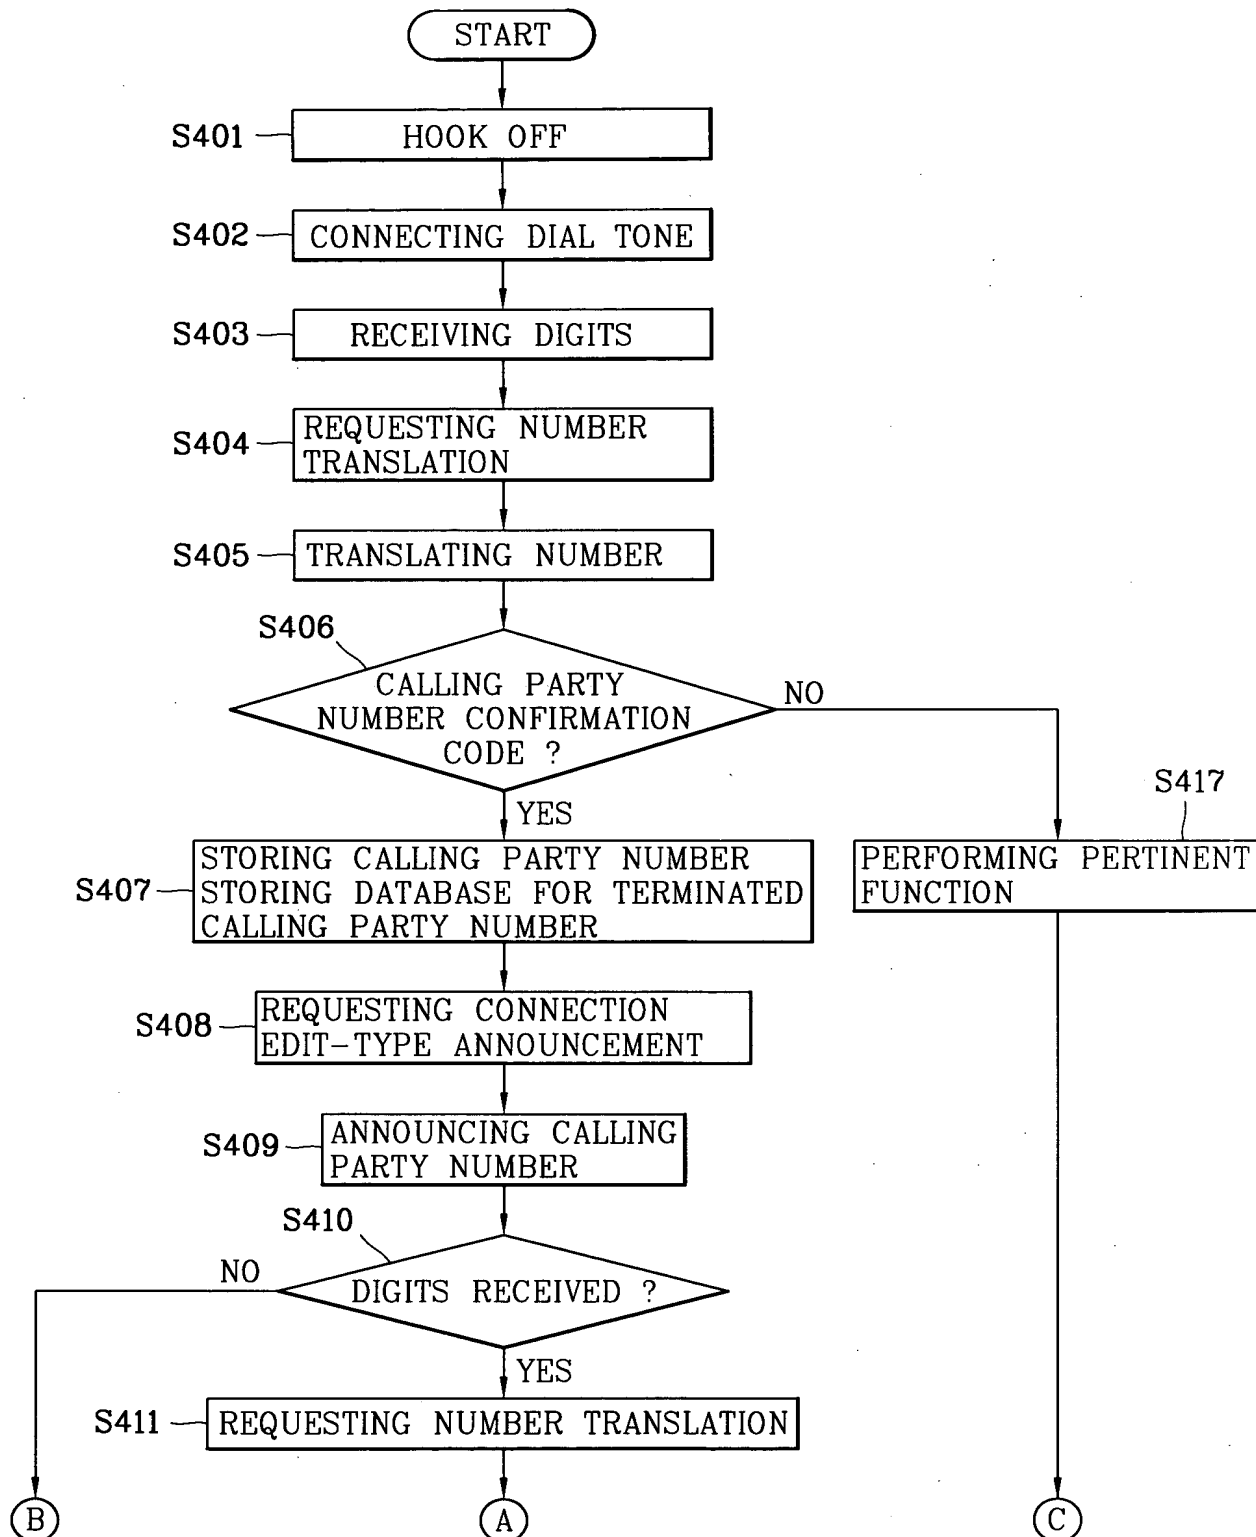 START
S401
HOOK OFF
S402
CONNECTING DIAL TONE
S403
RECEIVING DIGITS
S404
REQUESTING NUMBER
TRANSLATION
S405
TRANSLATING NUMBER
S406
CALLING PARTY
NUMBER CONFIRMATION
CODE ?
NO
YES
S417
PERFORMING PERTINENT
FUNCTION
S407
STORING CALLING PARTY NUMBER
STORING DATABASE FOR TERMINATED
CALLING PARTY NUMBER
S408
REQUESTING CONNECTION
EDIT-TYPE ANNOUNCEMENT
S409
ANNOUNCING CALLING
PARTY NUMBER
S410
NO
DIGITS RECEIVED ?
YES
S411
REQUESTING NUMBER TRANSLATION
B
A
C